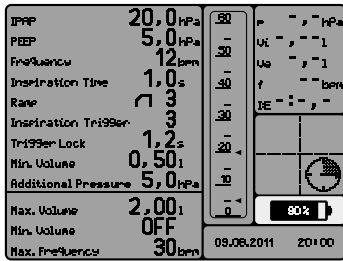 IPAP 20,0 hPa
PEEP 5,0 hPa
Frequency 12 bpm
Inspiration Time 1,0 s
Ramp 3
Inspiration Trigger 3
Trigger Lock 1,2 s
Min. Volume 0,50 l
Additional Pressure 5,0 hPa
Max. Volume 2,00 l
Min. Volume OFF
Max. Frequency 30 bpm
60
50
40
30
20
10
0
P -,- hPa
Vi -,- l
Ve -,- l
f -- bpm
IE -:-,-
90%
09.08.2011 20:00